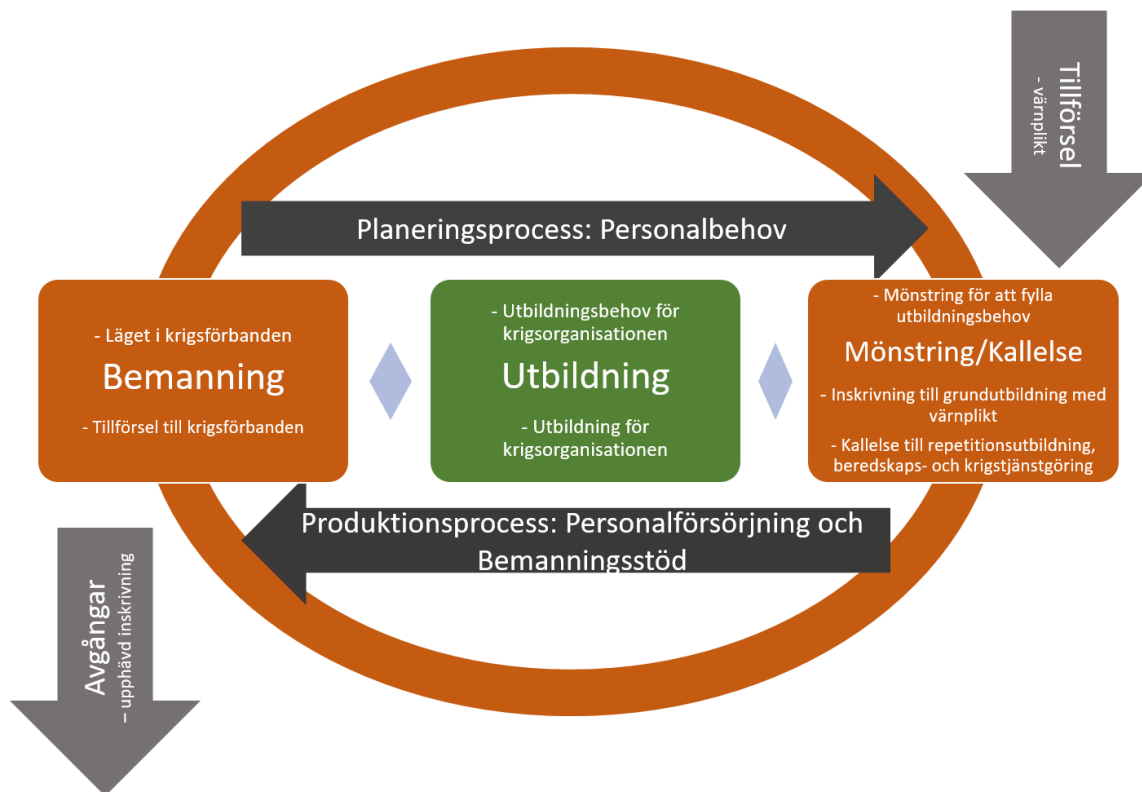 Tillförsel
- värnplikt
Planeringsprocess: Personalbehov
- Läget i krigsförbanden
Bemanning
- Tillförsel till krigsförbanden
- Utbildningsbehov för
krigsorganisationen
Utbildning
- Utbildning för
krigsorganisationen
- Mönstring för att fylla
utbildningsbehov
Mönstring/Kallelse
- Inskrivning till grundutbildning med
värnplikt
- Kallelse till repetitionsutbildning,
beredskaps- och krigstjänstgöring
Produktionsprocess: Personalförsörjning och
Bemanningsstöd
Avgångar
– upphävd inskrivning